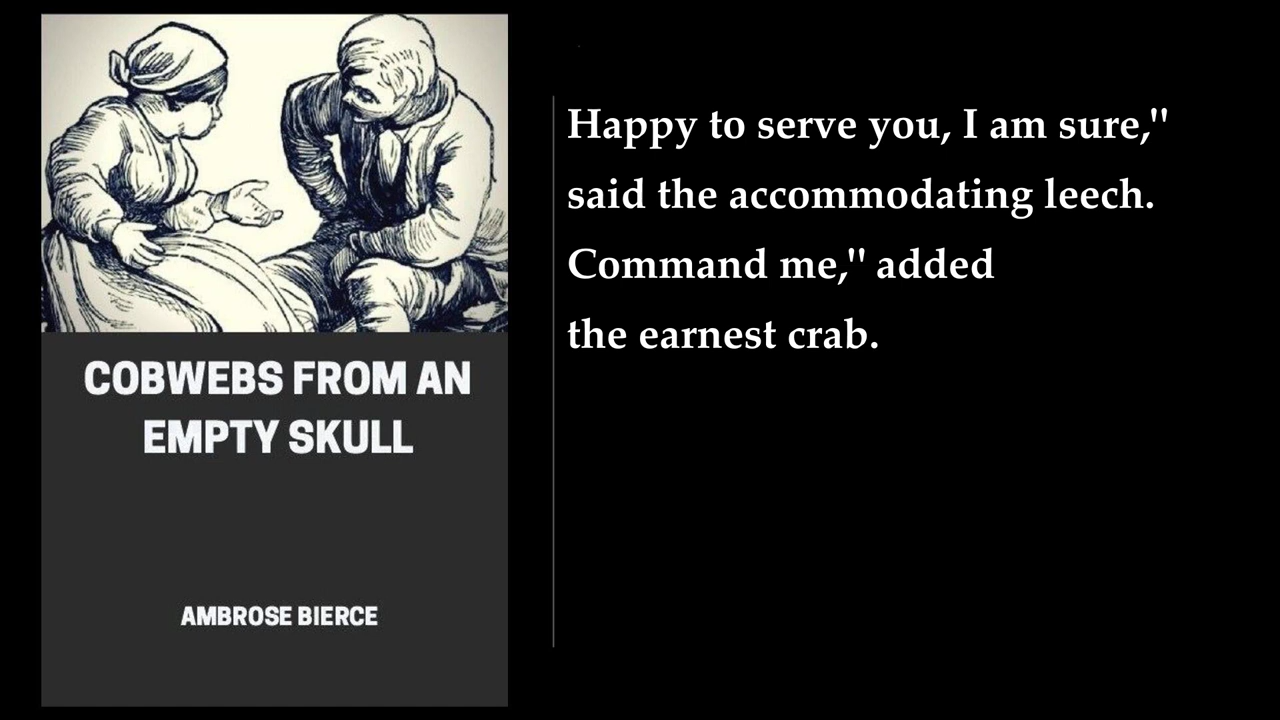 COBWEBS FROM AN
EMPTY SKULL
AMBROSE BIERCE
Happy to serve you, I am sure,"
said the accommodating leech.
Command me," added
the earnest crab.